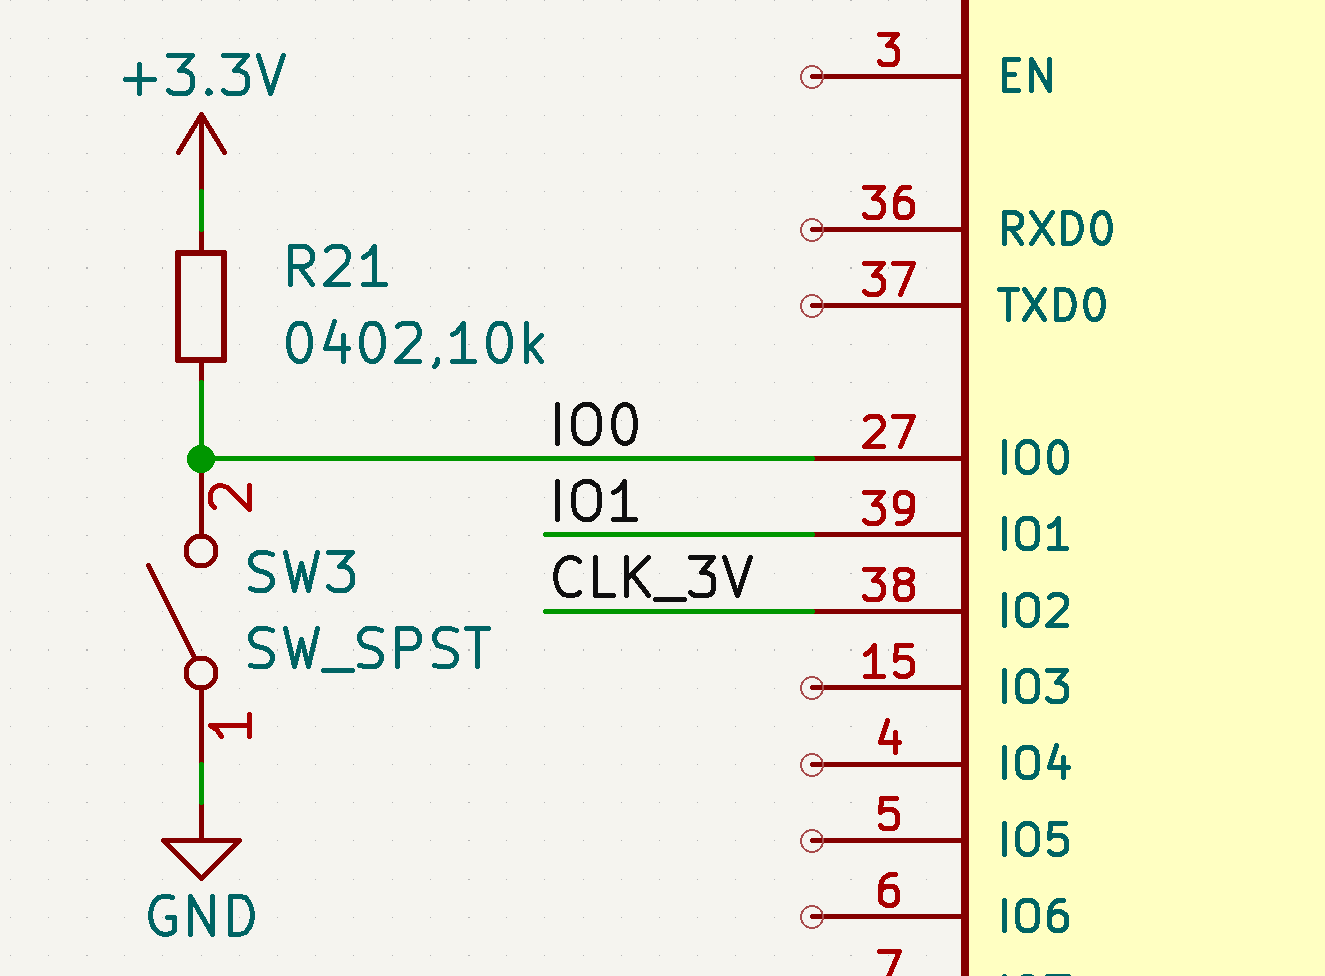 +3.3V
R21
0402,10k
2
SW3
SW_SPST
1
GND
3 EN
36 RXD0
37 TXD0
IO0 27 IO0
IO1 39 IO1
CLK_3V 38 IO2
15 IO3
4 IO4
5 IO5
6 IO6
7